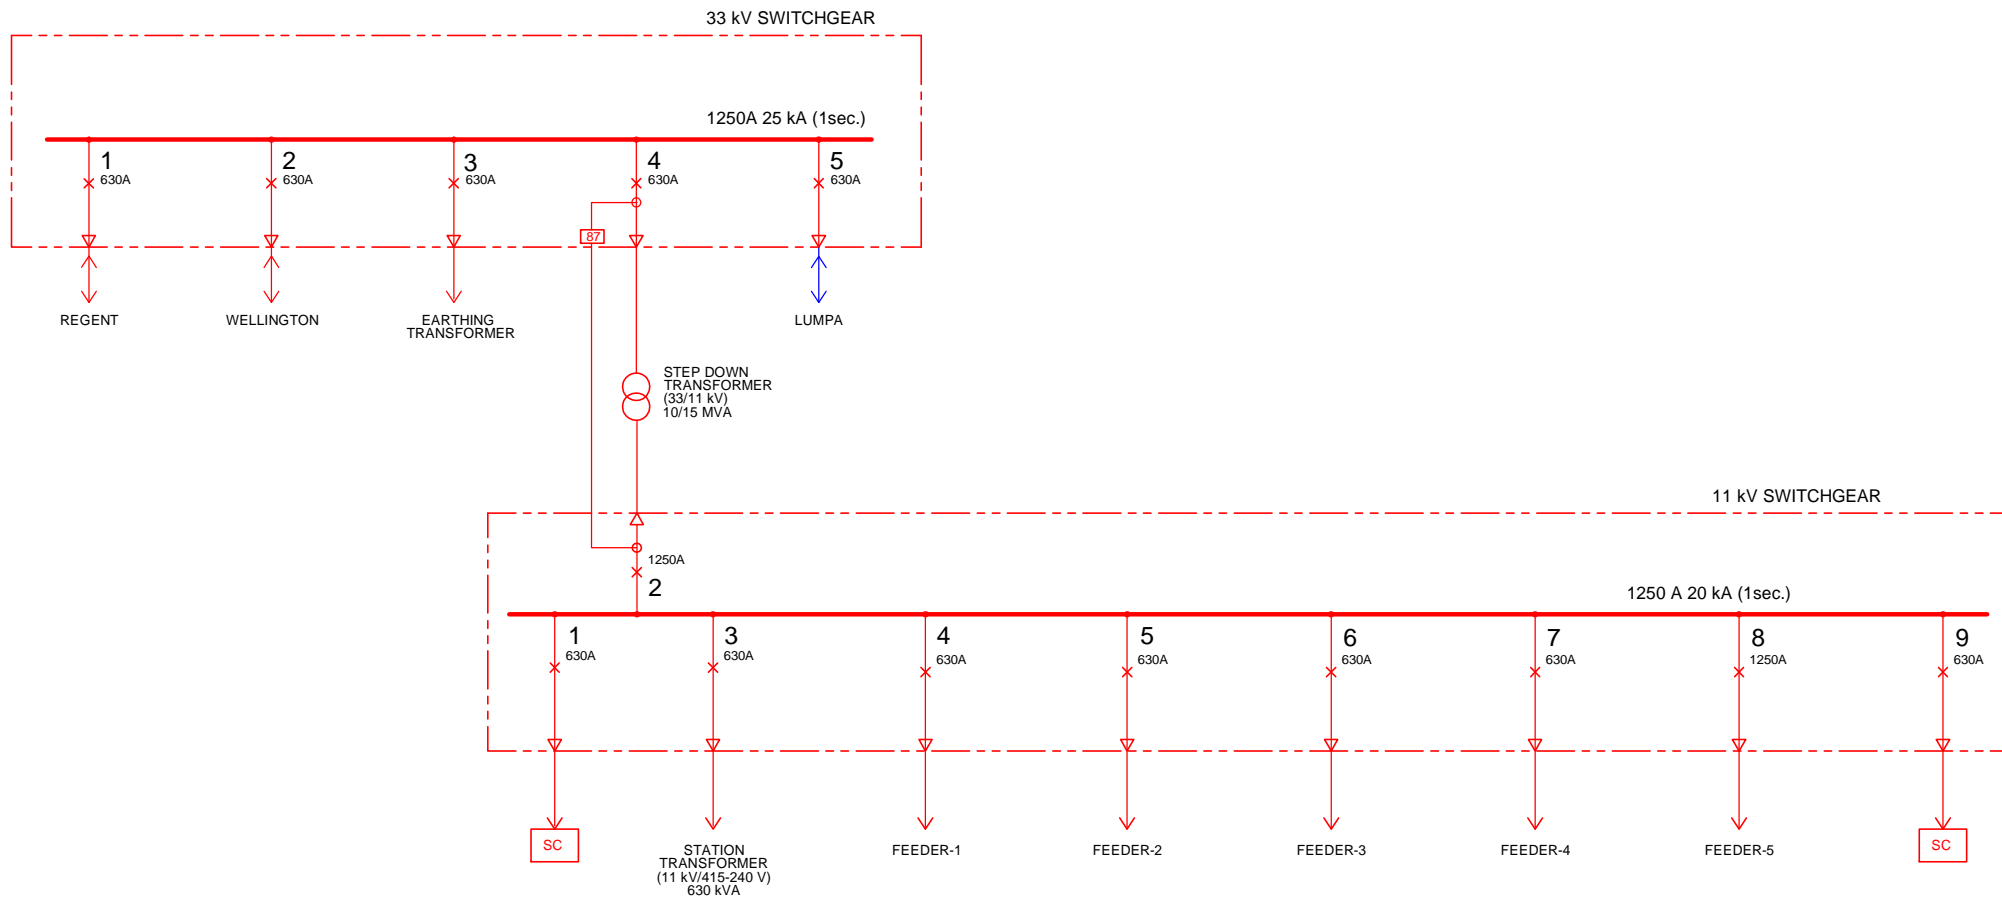 33 kV SWITCHGEAR
1250A 25 kA (1sec.)
1
630A
2
630A
3
630A
4
630A
5
630A
87
REGENT
WELLINGTON
EARTHING
TRANSFORMER
LUMPA
STEP DOWN
TRANSFORMER
(33/11 kV)
10/15 MVA
11 kV SWITCHGEAR
1250A
2
1250 A 20 kA (1sec.)
1
630A
3
630A
4
630A
5
630A
6
630A
7
630A
8
1250A
9
630A
SC
STATION
TRANSFORMER
(11 kV/415-240 V)
630 kVA
FEEDER-1
FEEDER-2
FEEDER-3
FEEDER-4
FEEDER-5
SC